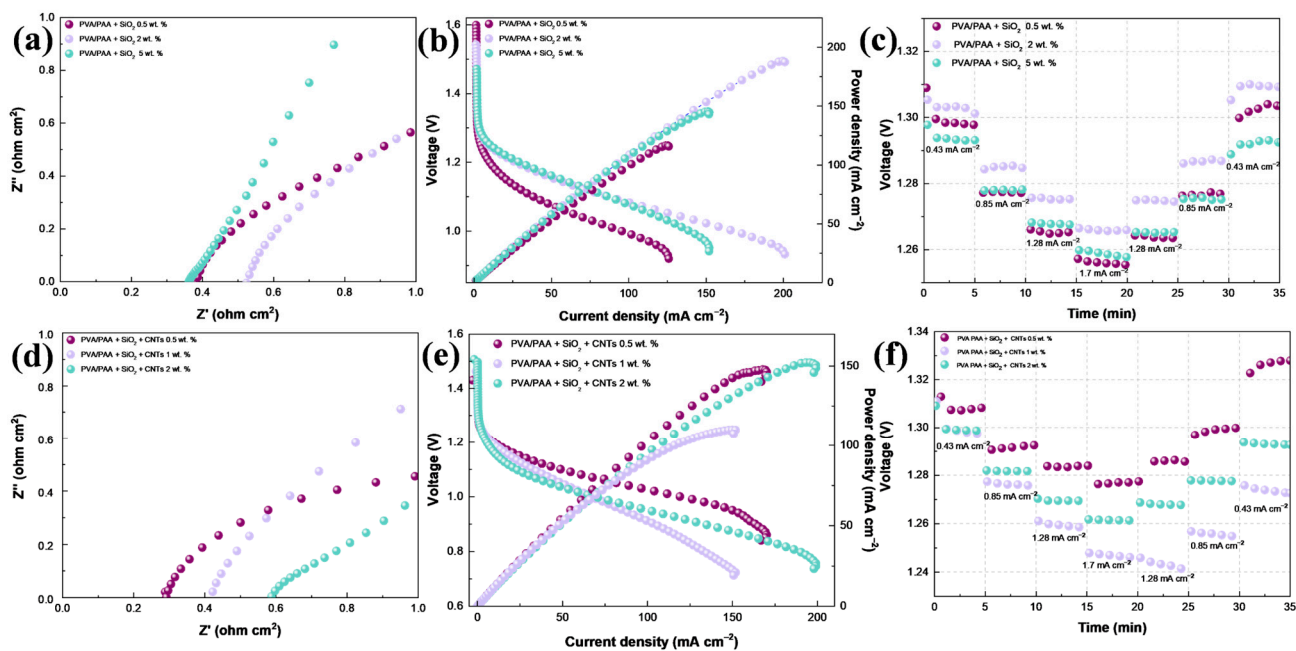 (a)
PVA/PAA + SiO₂ 0.5 wt. %
PVA/PAA + SiO₂ 2 wt. %
PVA/PAA + SiO₂ 5 wt. %
Z'' (ohm cm²)
1.0
0.8
0.6
0.4
0.2
0.0
0.0 0.2 0.4 0.6 0.8 1.0
Z' (ohm cm²)
(b)
PVA/PAA + SiO₂ 0.5 wt. %
PVA/PAA + SiO₂ 2 wt. %
PVA/PAA + SiO₂ 5 wt. %
Voltage (V)
1.6
1.4
1.2
1.0
Power density (mA cm⁻²)
200
150
100
50
0
0 50 100 150 200
Current density (mA cm⁻²)
(c)
PVA/PAA + SiO₂ 0.5 wt. %
PVA/PAA + SiO₂ 2 wt. %
PVA/PAA + SiO₂ 5 wt. %
Voltage (V)
1.32
1.30
1.28
1.26
0.43 mA cm⁻²
0.85 mA cm⁻²
1.28 mA cm⁻²
1.7 mA cm⁻²
1.28 mA cm⁻²
0.85 mA cm⁻²
0.43 mA cm⁻²
0 5 10 15 20 25 30 35
Time (min)
(d)
PVA/PAA + SiO₂ + CNTs 0.5 wt. %
PVA/PAA + SiO₂ + CNTs 1 wt. %
PVA/PAA + SiO₂ + CNTs 2 wt. %
Z'' (ohm cm²)
1.0
0.8
0.6
0.4
0.2
0.0
0.0 0.2 0.4 0.6 0.8 1.0
Z' (ohm cm²)
(e)
PVA/PAA + SiO₂ + CNTs 0.5 wt. %
PVA/PAA + SiO₂ + CNTs 1 wt. %
PVA/PAA + SiO₂ + CNTs 2 wt. %
Voltage (V)
1.6
1.4
1.2
1.0
0.8
0.6
Power density (mA cm⁻²)
150
100
50
0
0 50 100 150 200
Current density (mA cm⁻²)
(f)
PVA PAA + SiO₂ + CNTs 0.5 wt. %
PVA PAA + SiO₂ + CNTs 1 wt. %
PVA PAA + SiO₂ + CNTs 2 wt. %
Voltage (V)
1.34
1.32
1.30
1.28
1.26
1.24
0.43 mA cm⁻²
0.85 mA cm⁻²
1.28 mA cm⁻²
1.7 mA cm⁻²
1.28 mA cm⁻²
0.85 mA cm⁻²
0.43 mA cm⁻²
0 5 10 15 20 25 30 35
Time (min)